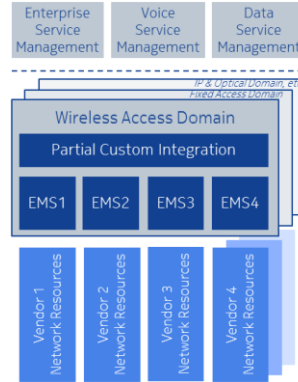 Enterprise
Service
Management
Voice
Service
Management
Data
Service
Management
IP & Optical Domain, et
Fixed Access Domain
Wireless Access Domain
Partial Custom Integration
EMS1
EMS2
EMS3
EMS4
Vendor 1
Network Resources
Vendor 2
Network Resources
Vendor 3
Network Resources
Vendor 4
Network Resources